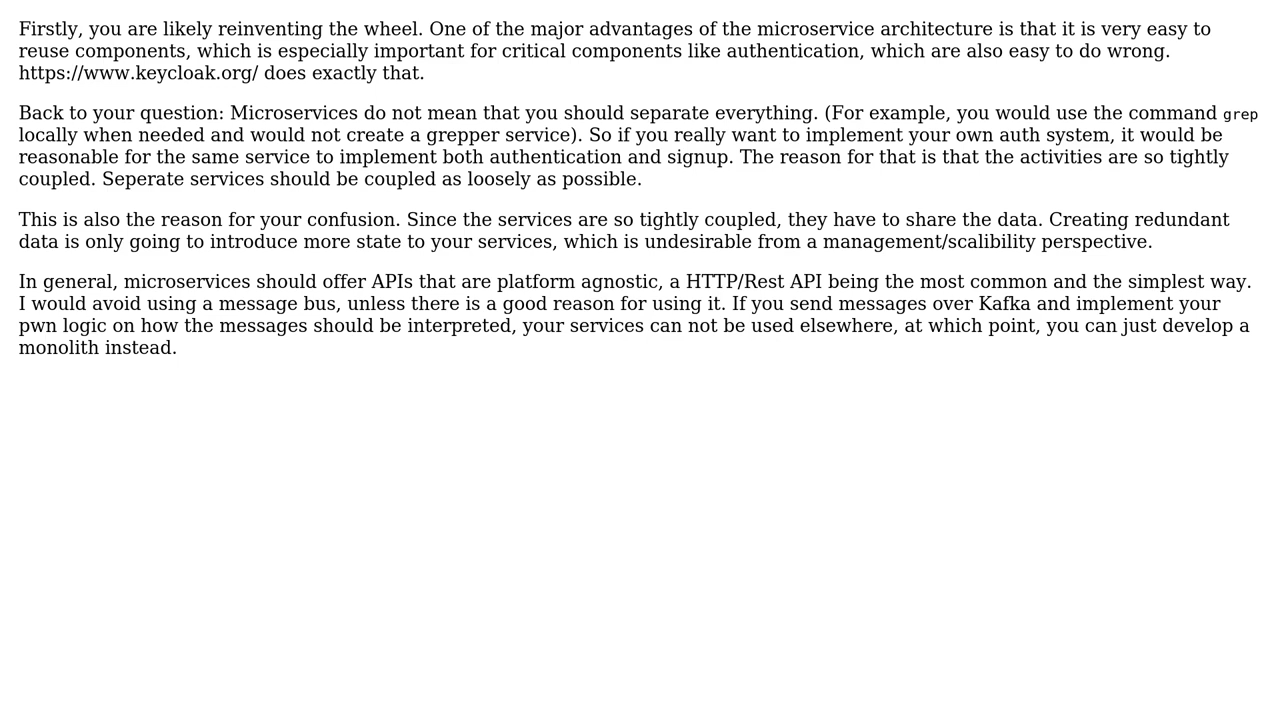 Firstly, you are likely reinventing the wheel. One of the major advantages of the microservice architecture is that it is very easy to
reuse components, which is especially important for critical components like authentication, which are also easy to do wrong.
https://www.keycloak.org/ does exactly that.
Back to your question: Microservices do not mean that you should separate everything. (For example, you would use the command grep
locally when needed and would not create a grepper service). So if you really want to implement your own auth system, it would be
reasonable for the same service to implement both authentication and signup. The reason for that is that the activities are so tightly
coupled. Seperate services should be coupled as loosely as possible.
This is also the reason for your confusion. Since the services are so tightly coupled, they have to share the data. Creating redundant
data is only going to introduce more state to your services, which is undesirable from a management/scalibility perspective.
In general, microservices should offer APIs that are platform agnostic, a HTTP/Rest API being the most common and the simplest way.
I would avoid using a message bus, unless there is a good reason for using it. If you send messages over Kafka and implement your
pwn logic on how the messages should be interpreted, your services can not be used elsewhere, at which point, you can just develop a
monolith instead.